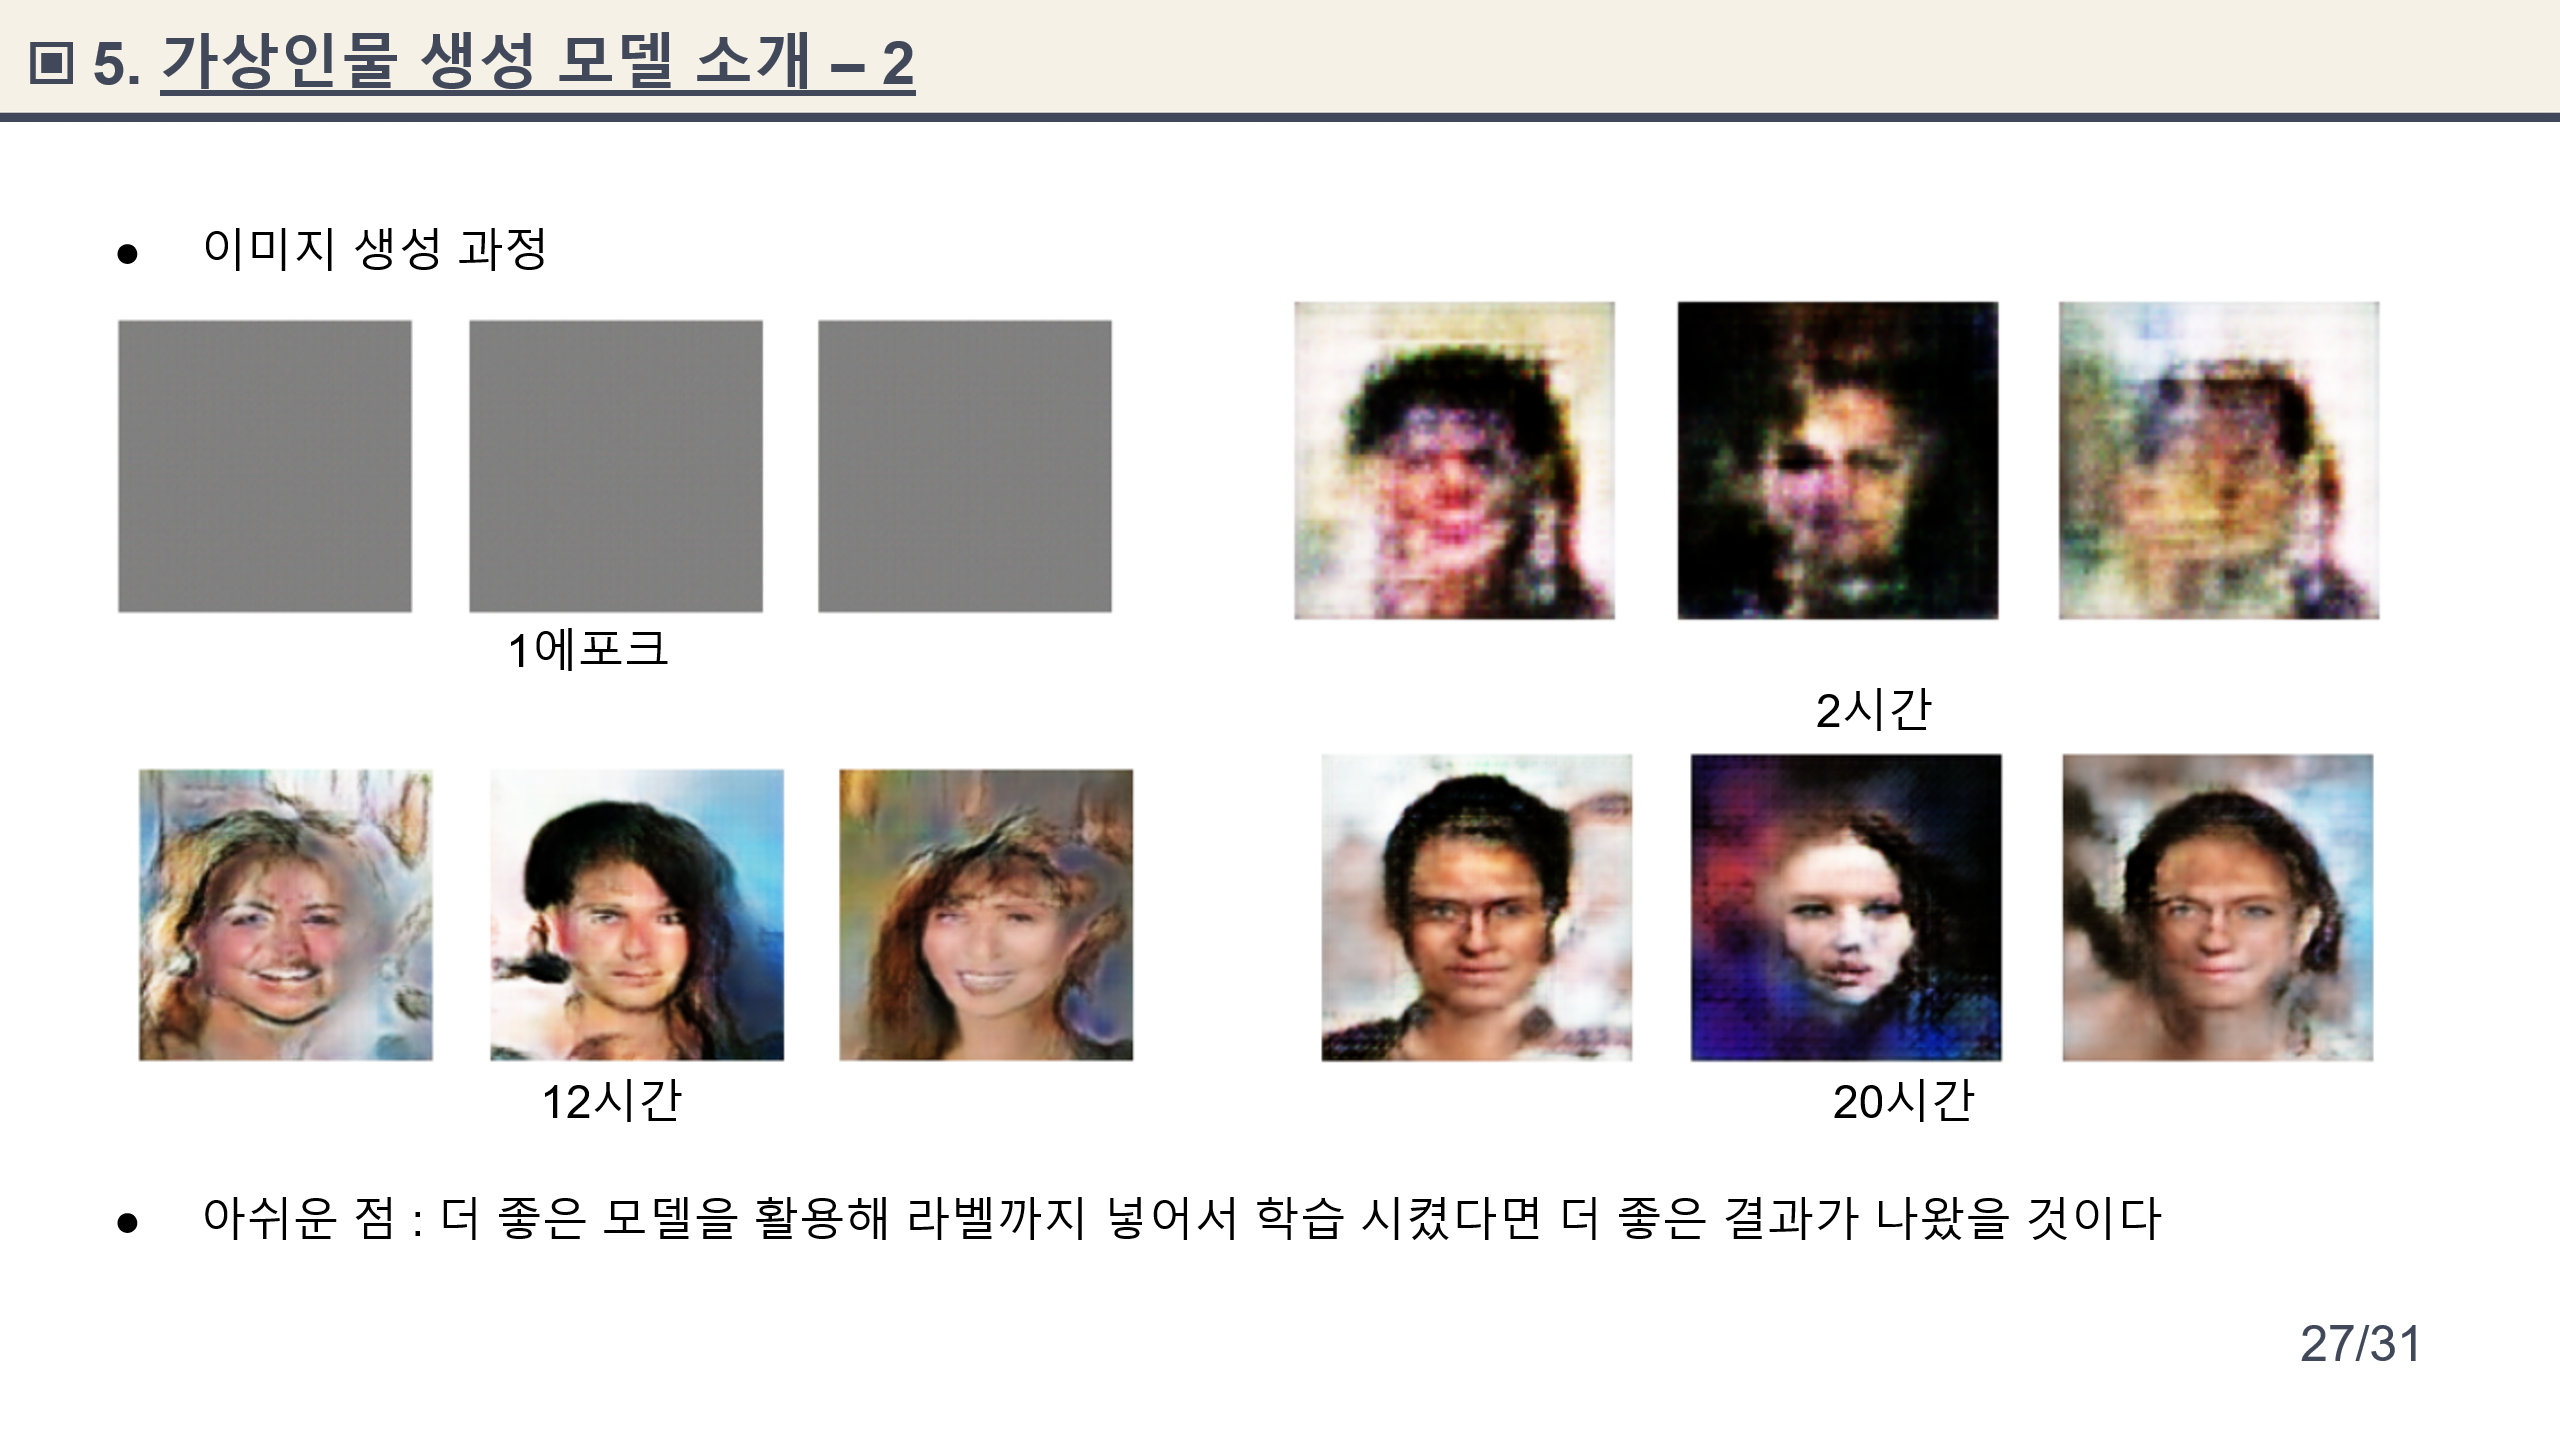 ▣ 5. 가상인물 생성 모델 소개 – 2
● 이미지 생성 과정
1에포크
2시간
12시간
20시간
● 아쉬운 점 : 더 좋은 모델을 활용해 라벨까지 넣어서 학습 시켰다면 더 좋은 결과가 나왔을 것이다
27/31